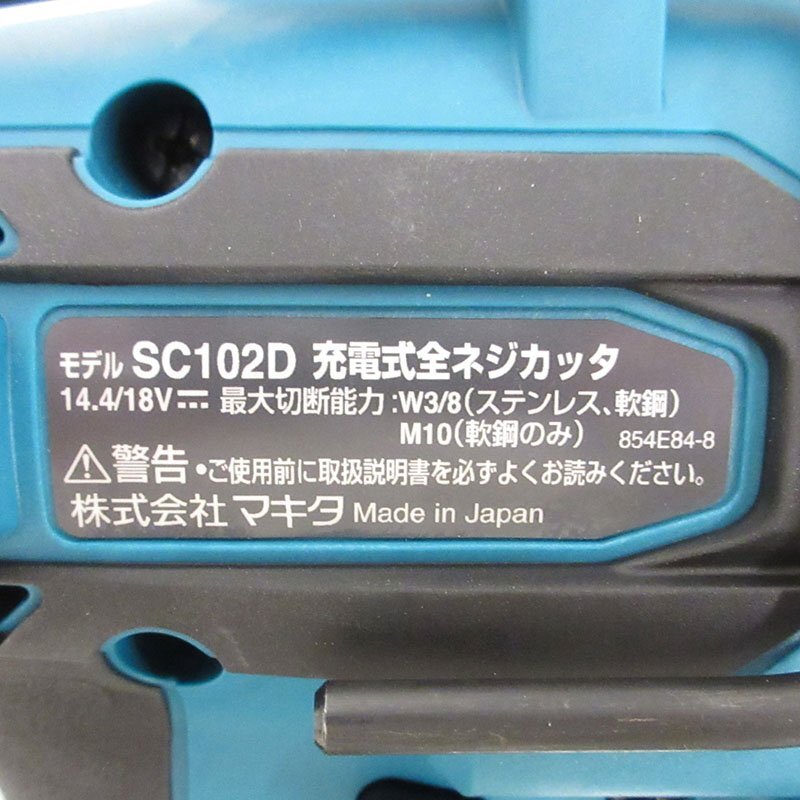 モデル SC102D 充電式全ネジカッタ
14.4/18V⎓ 最大切断能力:W3/8(ステンレス、軟鋼)
M10(軟鋼のみ) 854E84-8
⚠警告・ご使用前に取扱説明書を必ずよくお読みください。
株式会社 マキタ Made in Japan